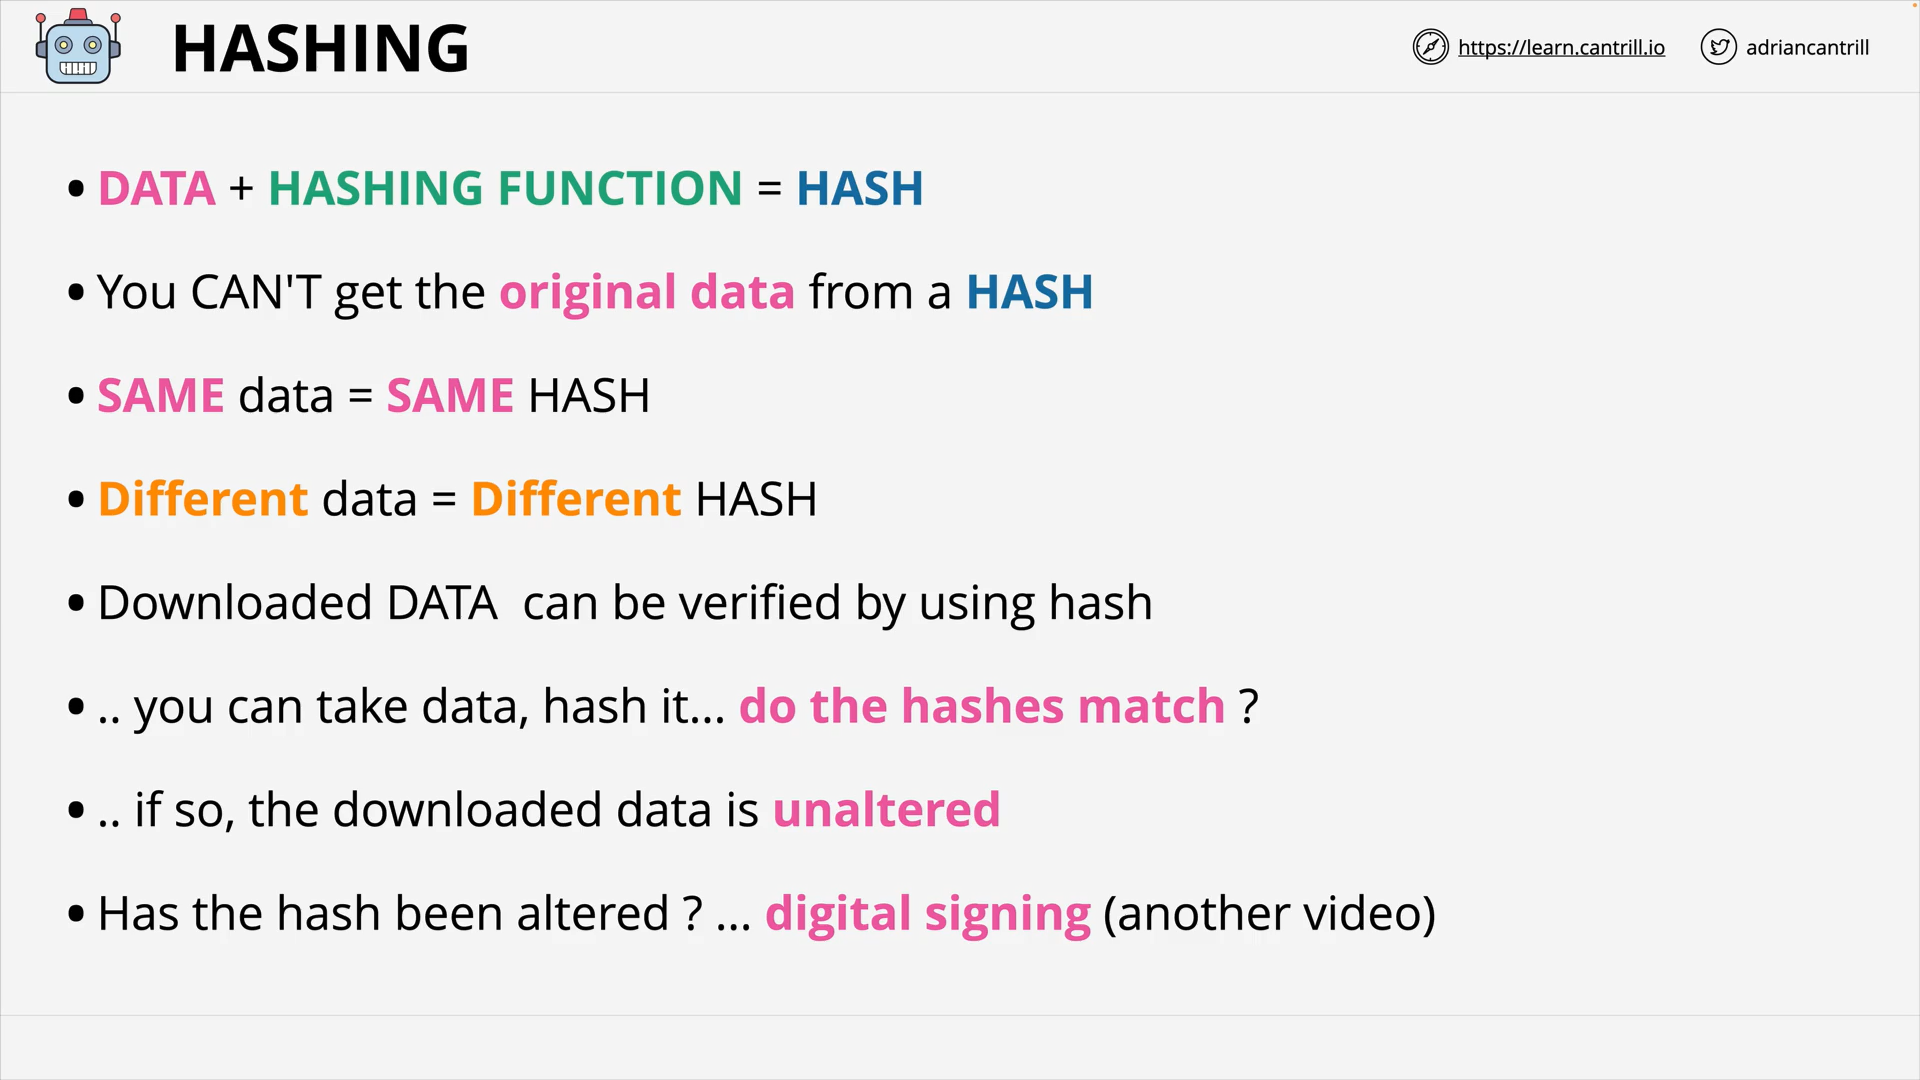 HASHING
https://learn.cantrill.io
adriancantrill
• DATA + HASHING FUNCTION = HASH
• You CAN'T get the original data from a HASH
• SAME data = SAME HASH
• Different data = Different HASH
• Downloaded DATA  can be verified by using hash
• .. you can take data, hash it... do the hashes match ?
• .. if so, the downloaded data is unaltered
• Has the hash been altered ? ... digital signing (another video)